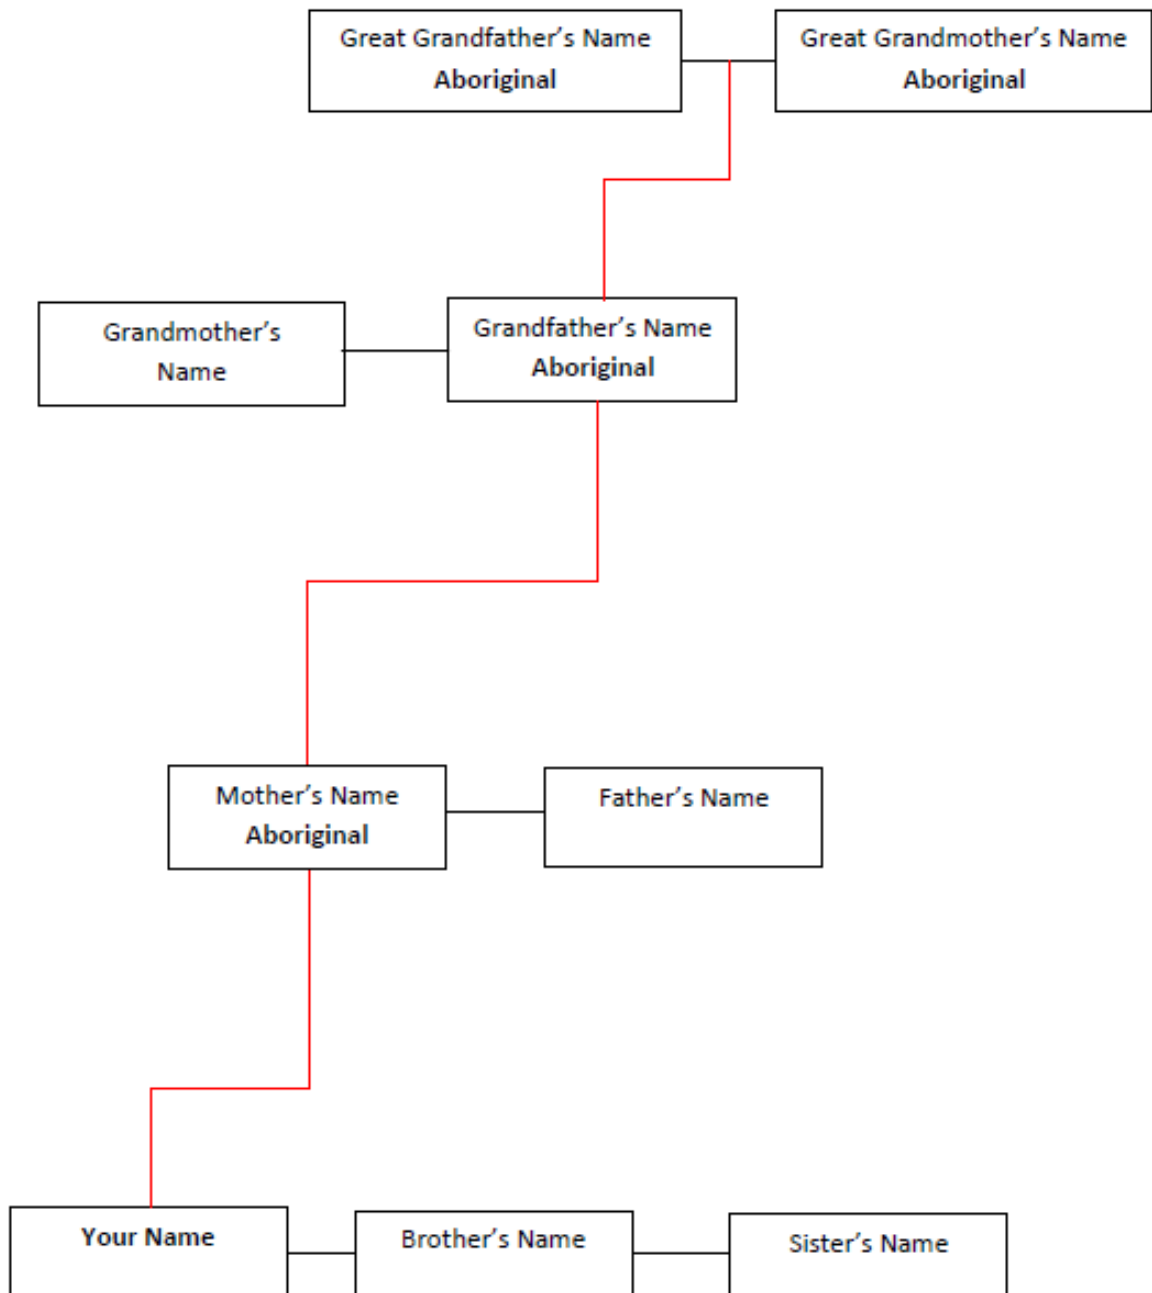 Great Grandfather’s Name
Aboriginal
Great Grandmother’s Name
Aboriginal
Grandmother’s
Name
Grandfather’s Name
Aboriginal
Mother’s Name
Aboriginal
Father’s Name
Your Name
Brother’s Name
Sister’s Name